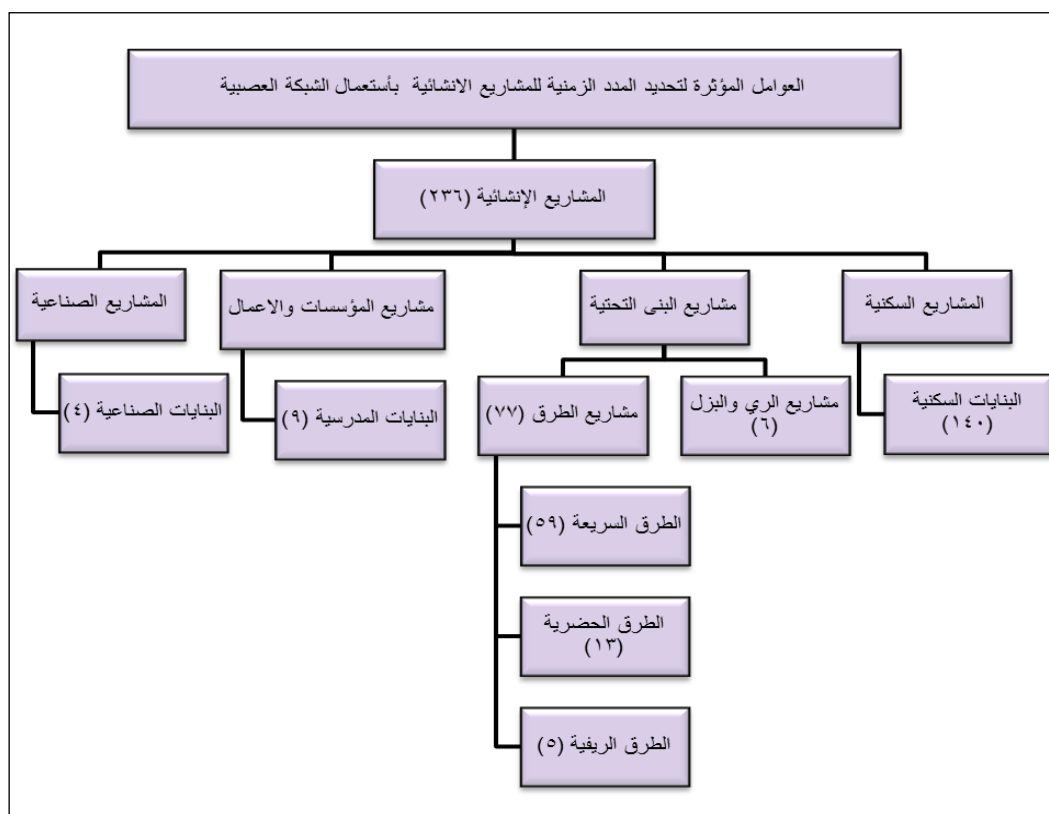 العوامل المؤثرة لتحديد المدد الزمنية للمشاريع الانشائية بأستعمال الشبكة العصبية
المشاريع الإنشائية (٢٣٦)
المشاريع السكنية
مشاريع البنى التحتية
مشاريع المؤسسات والاعمال
المشاريع الصناعية
البنايات السكنية
(١٤٠)
مشاريع الري والبزل
(٦)
مشاريع الطرق
(٧٧)
البنايات المدرسية (٩)
البنايات الصناعية (٤)
الطرق السريعة (٥٩)
الطرق الحضرية
(١٣)
الطرق الريفية (٥)